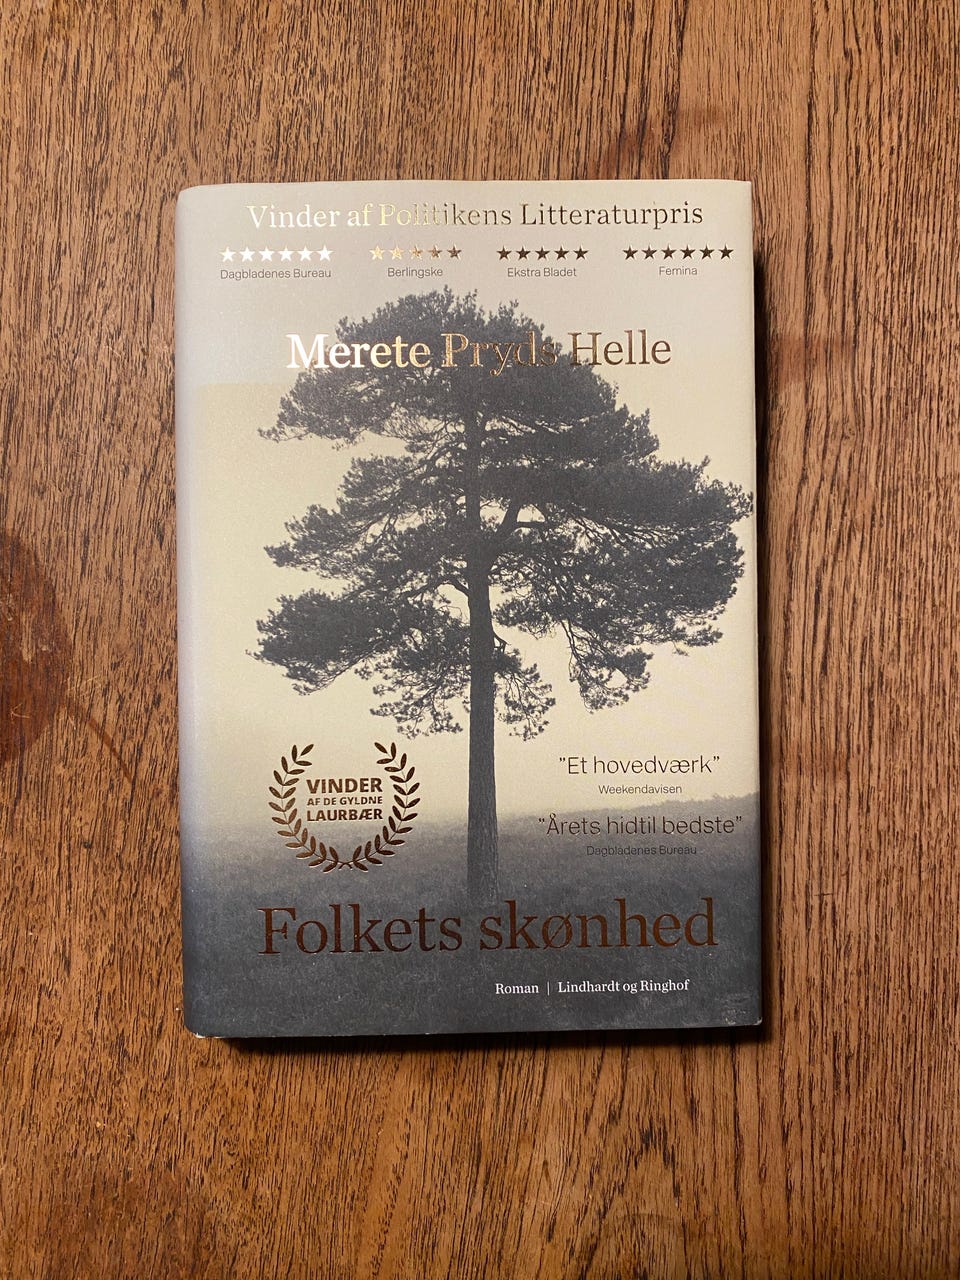 Vinder af Politikens Litteraturpris
★★★★★★ ★★★★★ ★★★★★ ★★★★★★
Dagbladenes Bureau Berlingske Ekstra Bladet Femina
Merete Pryds Helle
VINDER
AF DE GYLDNE
LAURBÆR
"Et hovedværk"
Weekendavisen
"Årets hidtil bedste"
Dagbladenes Bureau
Folkets skønhed
Roman | Lindhardt og Ringhof